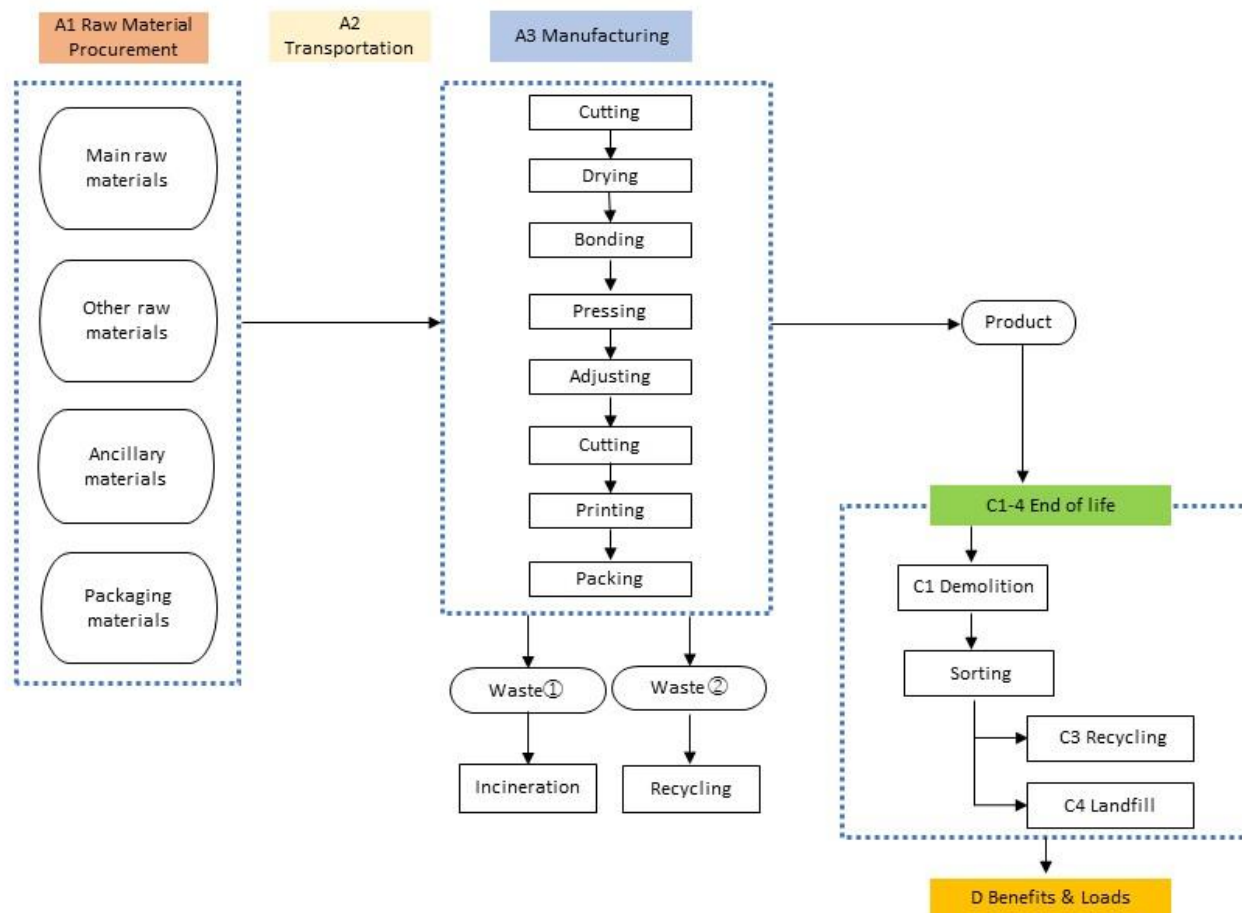 A1 Raw Material
Procurement
A2
Transportation
A3 Manufacturing
Main raw
materials
Other raw
materials
Ancillary
materials
Packaging
materials
Cutting
Drying
Bonding
Pressing
Adjusting
Cutting
Printing
Packing
Waste①
Waste②
Incineration
Recycling
Product
C1-4 End of life
C1 Demolition
Sorting
C3 Recycling
C4 Landfill
D Benefits & Loads